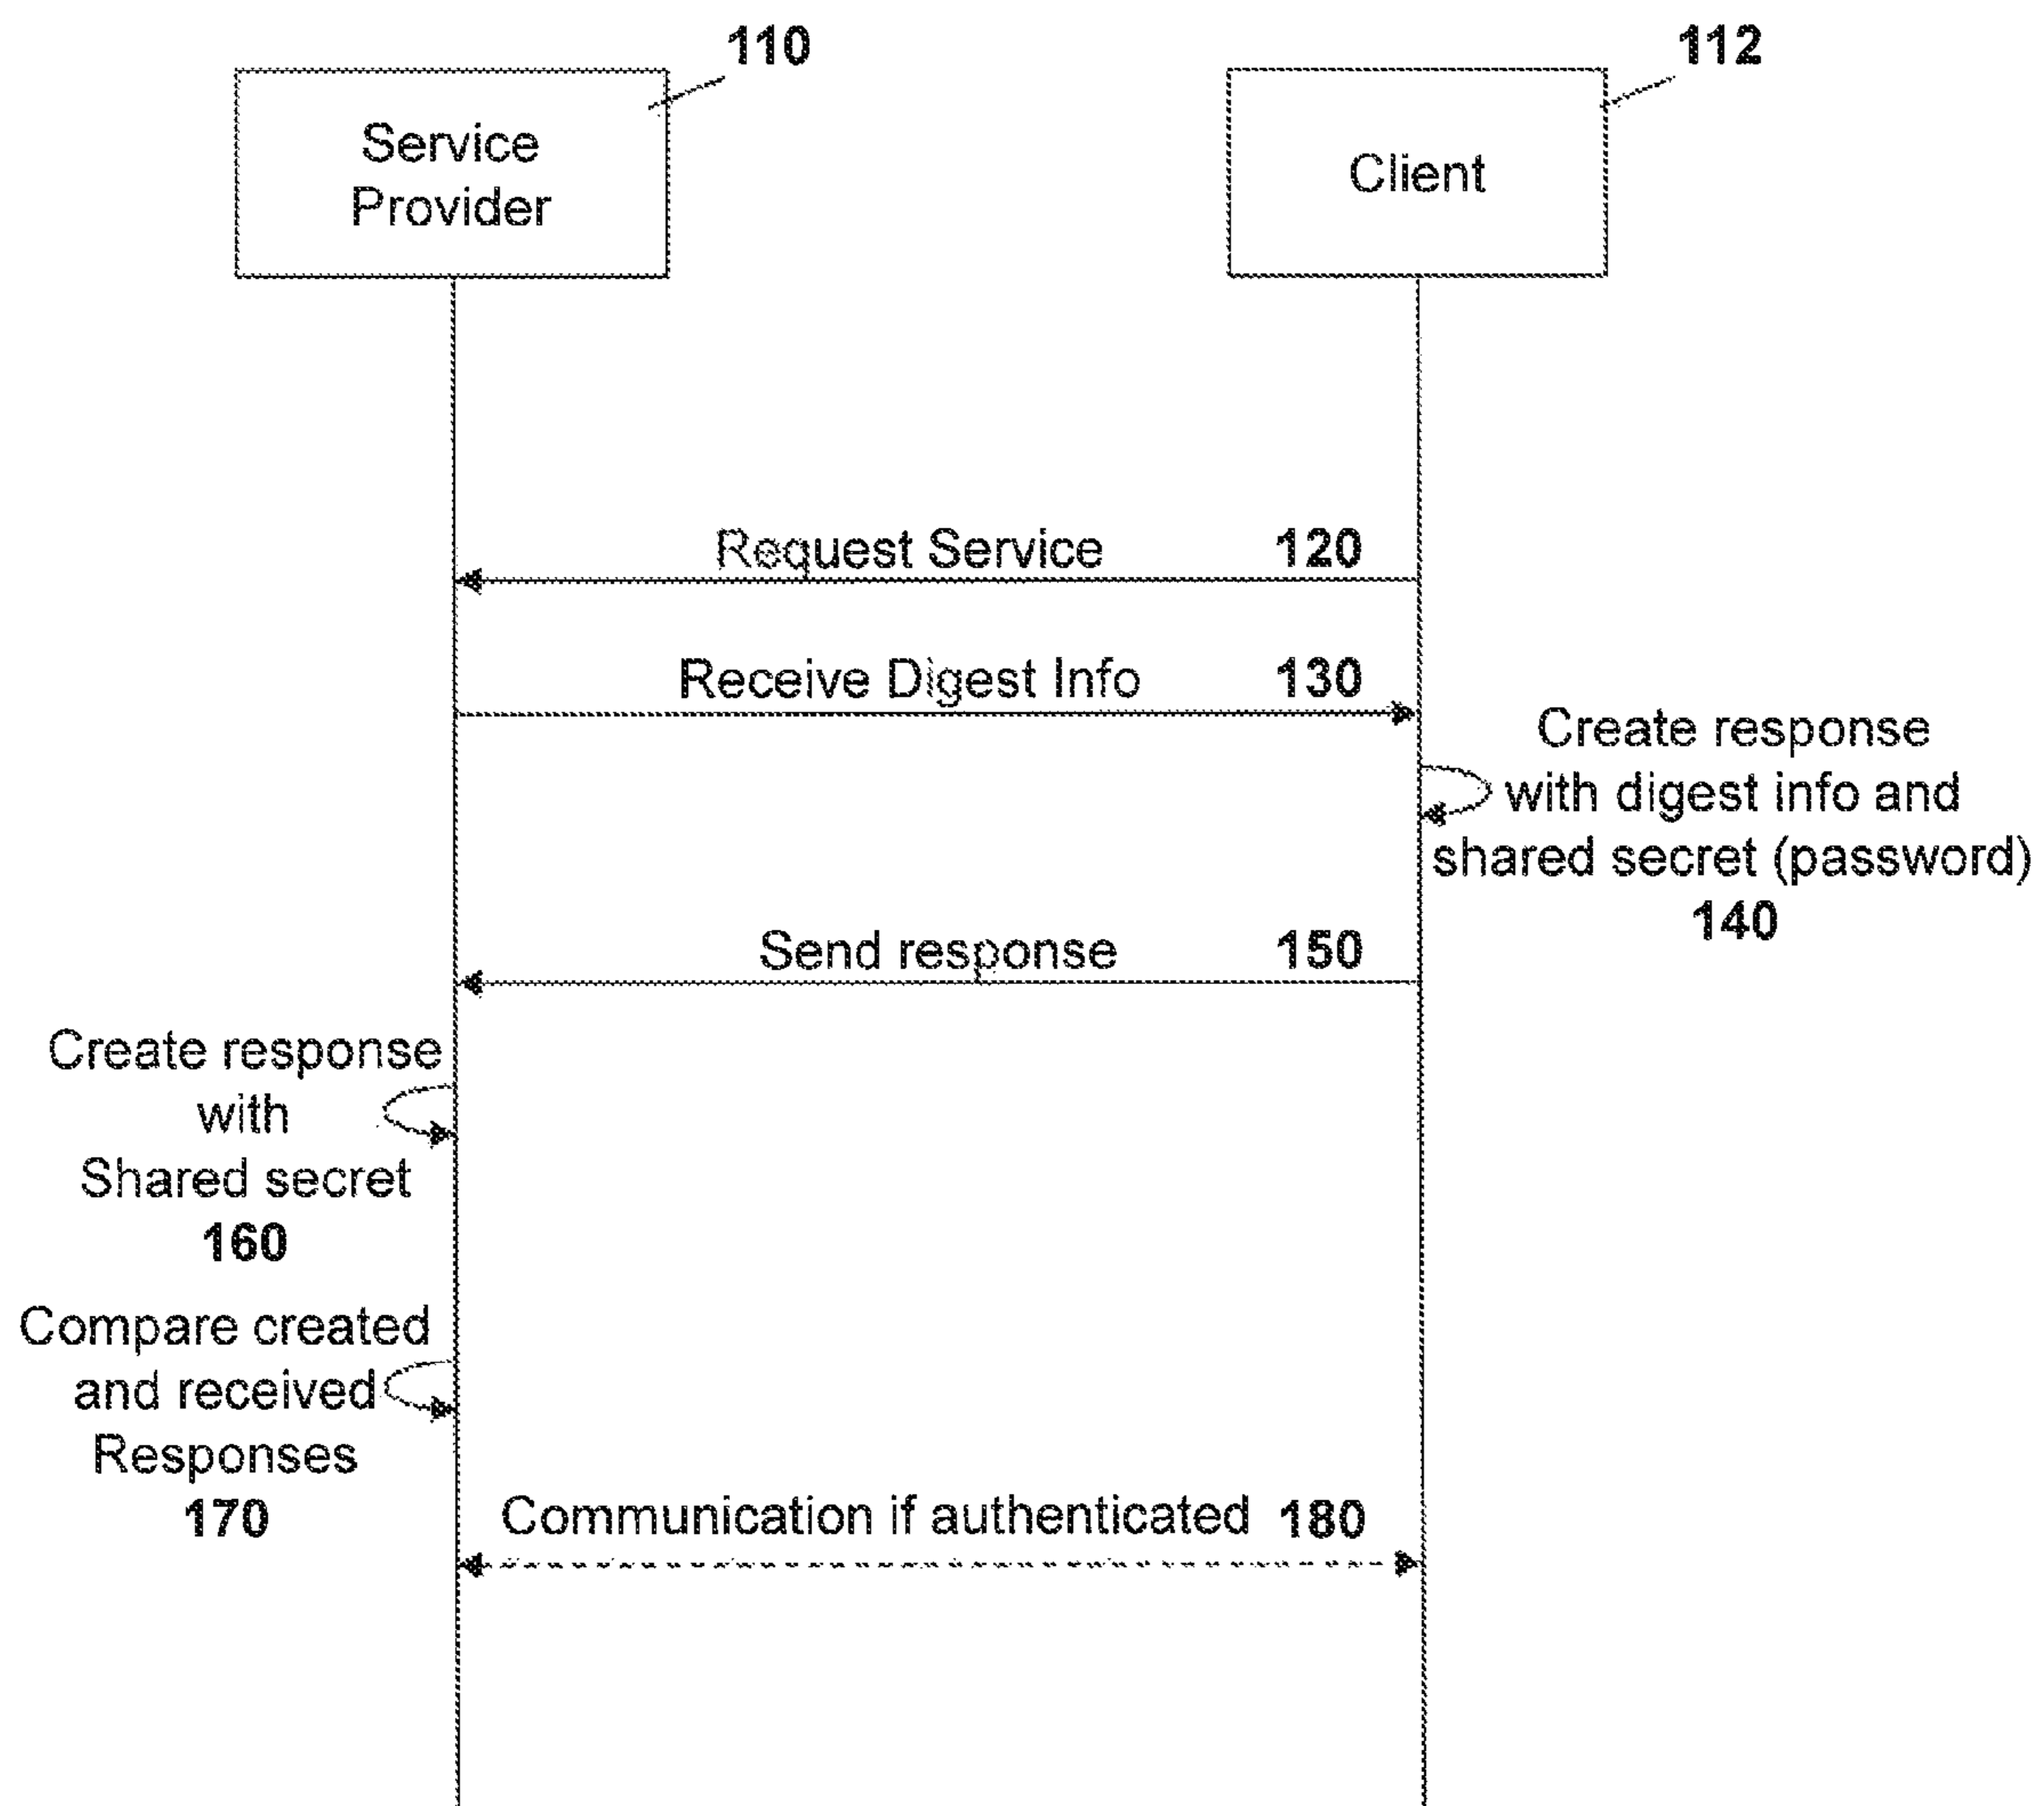 110
112
Service
Provider
Client
Request Service 120
Receive Digest Info 130
Create response
with digest info and
shared secret (password)
140
Send response 150
Create response
with
Shared secret
160
Compare created
and received
Responses
170
Communication if authenticated 180